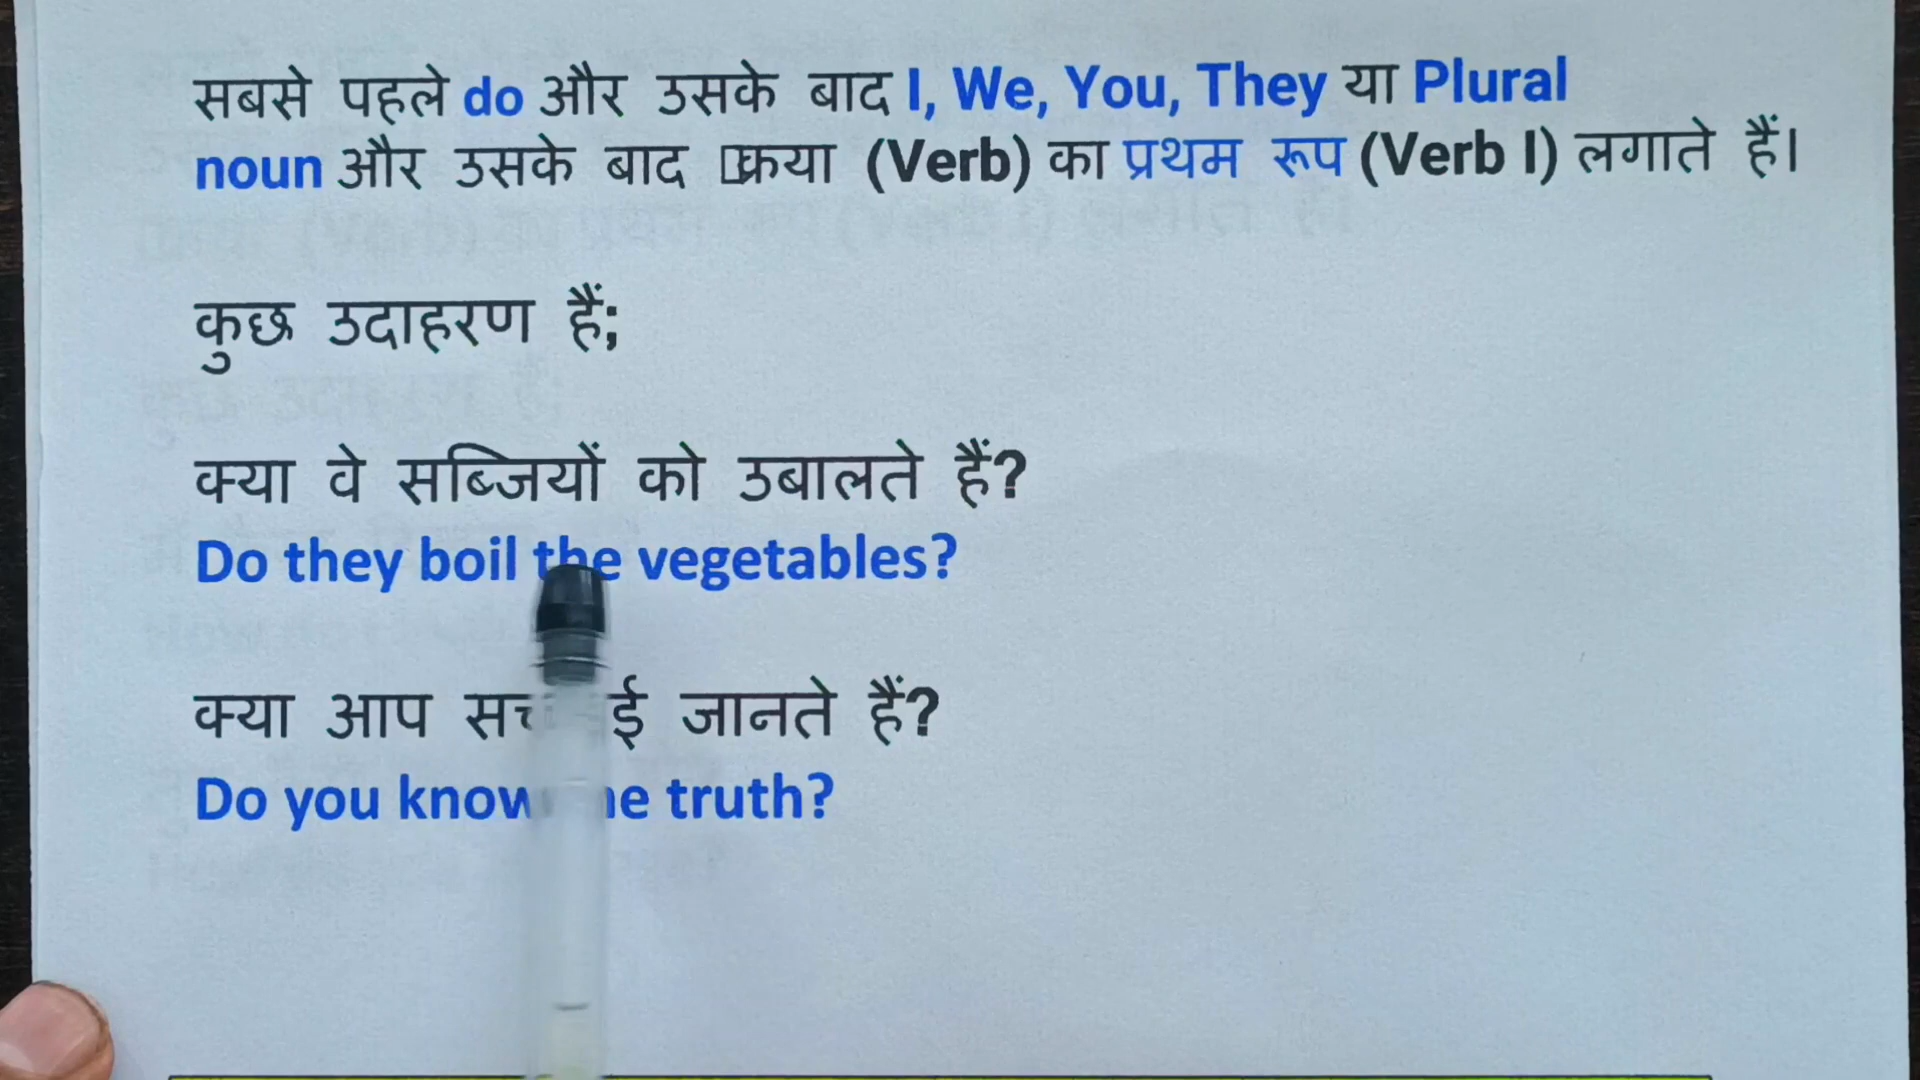 सबसे पहले do और उसके बाद I, We, You, They या Plural
noun और उसके बाद क्रिया (Verb) का प्रथम रूप (Verb I) लगाते हैं।
कुछ उदाहरण हैं;
क्या वे सब्जियों को उबालते हैं?
Do they boil the vegetables?
क्या आप जानते हैं?
Do you know truth?